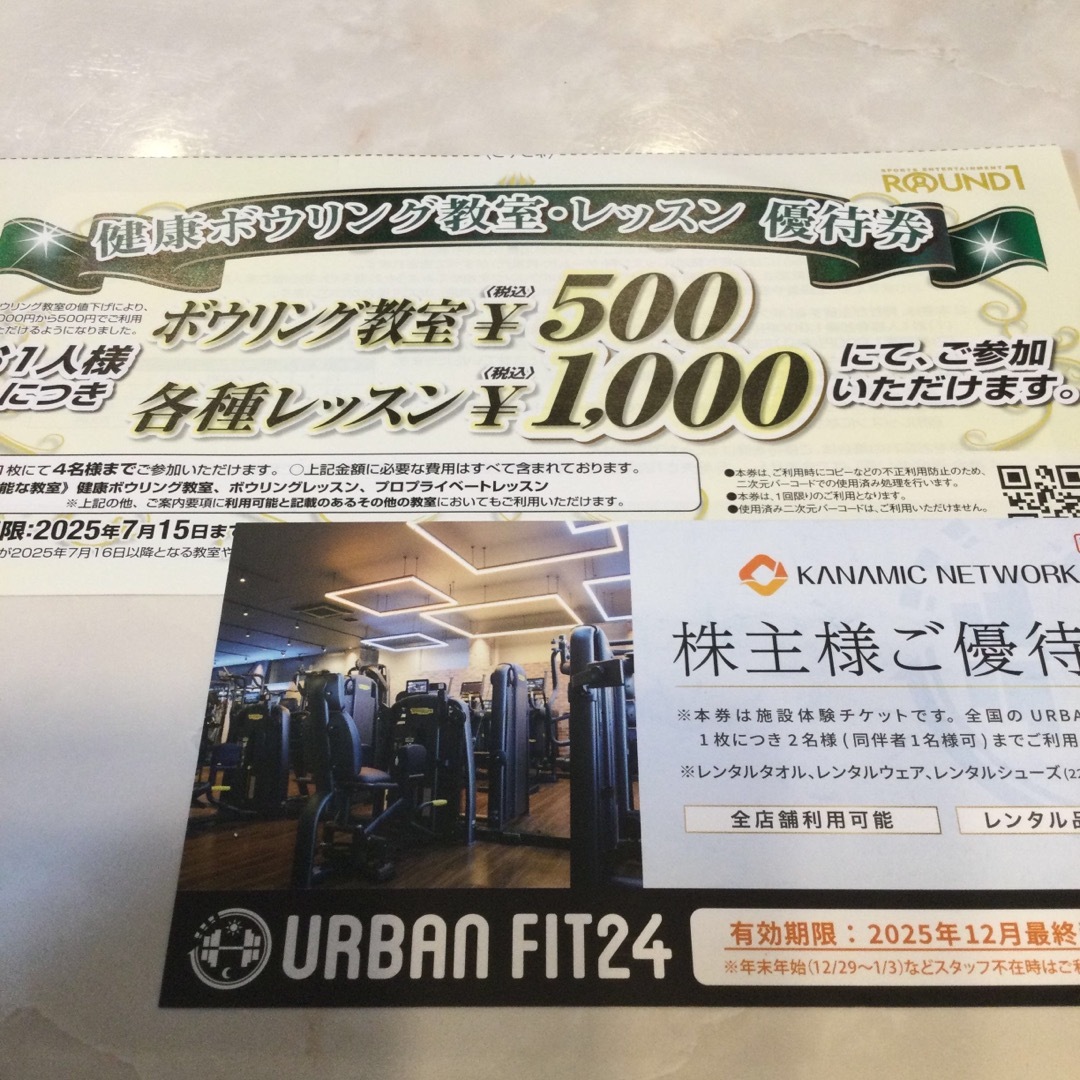 SPORTS ENTERTAINMENT
ROUND1
健康ボウリング教室・レッスン 優待券
ウリング教室の値下げにより、
000円から500円でご利用
ただけるようになりました。
1人様
につき
ボウリング教室 〈税込〉 ¥500
各種レッスン 〈税込〉 ¥1,000
にて、ご参加
いただけます。
枚にて4名様までご参加いただけます。 ○上記金額に必要な費用はすべて含まれております。
能な教室》 健康ボウリング教室、ボウリングレッスン、プロプライベートレッスン
※上記の他、ご案内要項に利用可能と記載のあるその他の教室においてもご利用いただけます。
限:2025年7月15日ま
が2025年7月16日以降となる教室や
●本券は、ご利用時にコピーなどの不正利用防止のため、
二次元バーコードでの使用済み処理を行います。
●本券は、1回限りのご利用となります。
●使用済み二次元バーコードは、ご利用いただけません。
KANAMIC NETWORK
株主様ご優待
※本券は施設体験チケットです。全国のURBA
1枚につき2名様(同伴者1名様可)までご利用
※レンタルタオル、レンタルウェア、レンタルシューズ(22
全店舗利用可能
レンタル品
URBAN FIT24
有効期限：2025年12月最終
※年末年始(12/29～1/3)などスタッフ不在時はご利